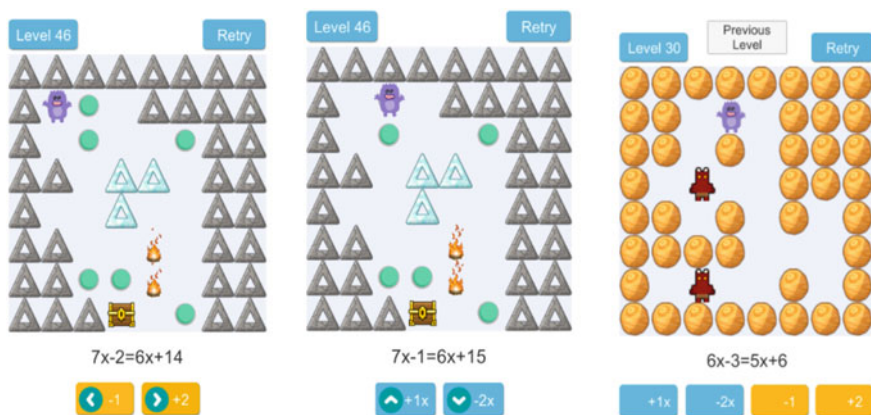 Level 46
Retry
7x-2=6x+14
-1
+2
Level 46
Retry
7x-1=6x+15
+1x
-2x
Previous
Level
Level 30
Retry
6x-3=5x+6
+1x
-2x
-1
+2